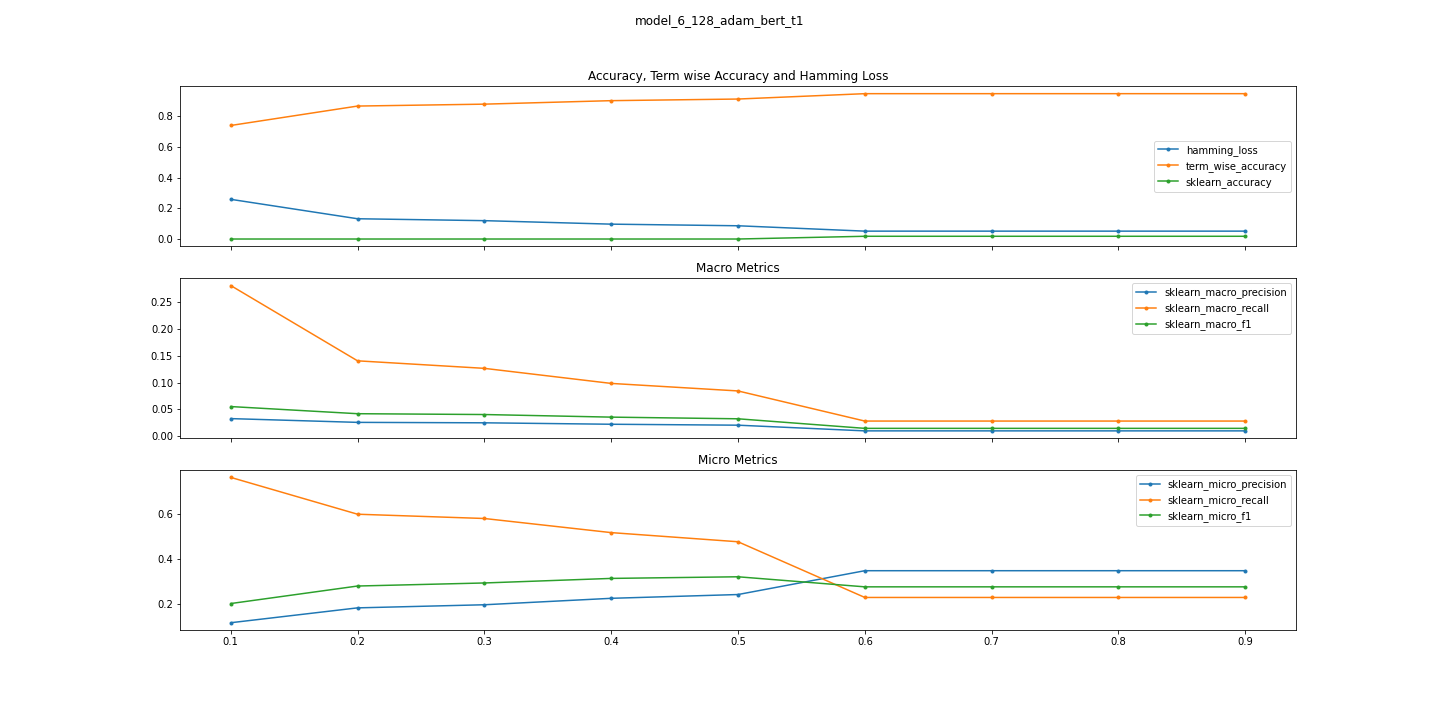 model_6_128_adam_bert_t1
Accuracy, Term wise Accuracy and Hamming Loss
0.8
0.6
0.4
0.2
0.0
hamming_loss
term_wise_accuracy
sklearn_accuracy
Macro Metrics
0.25
0.20
0.15
0.10
0.05
0.00
sklearn_macro_precision
sklearn_macro_recall
sklearn_macro_f1
Micro Metrics
0.6
0.4
0.2
sklearn_micro_precision
sklearn_micro_recall
sklearn_micro_f1
0.1 0.2 0.3 0.4 0.5 0.6 0.7 0.8 0.9